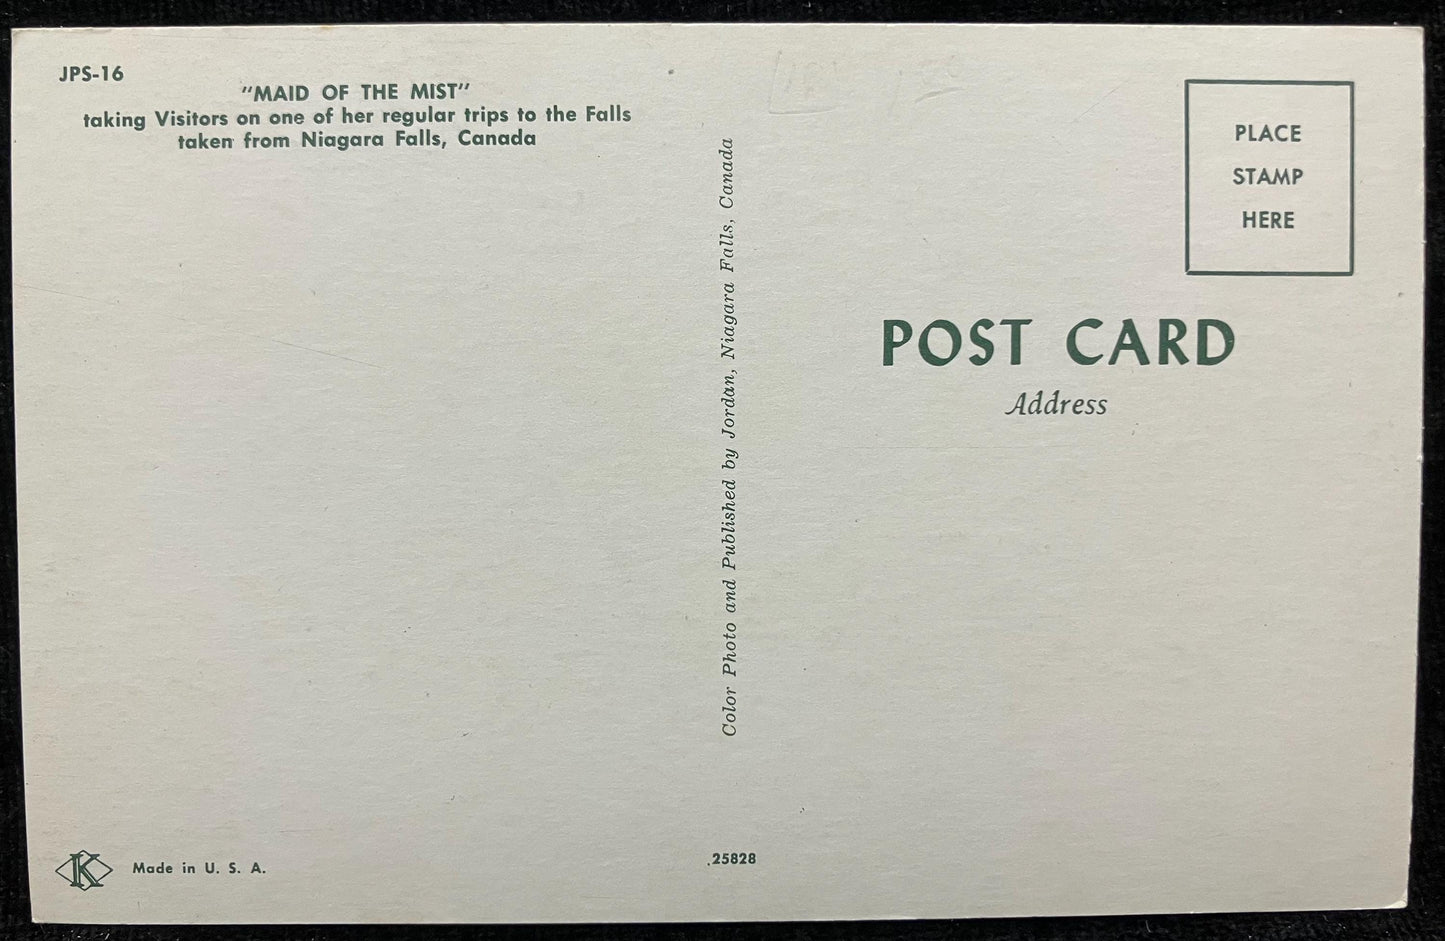 JPS-16
"MAID OF THE MIST"
taking Visitors on one of her regular trips to the Falls
taken from Niagara Falls, Canada
Color Photo and Published by Jordan, Niagara Falls, Canada
PLACE
STAMP
HERE
POST CARD
Address
K
Made in U. S. A.
.25828